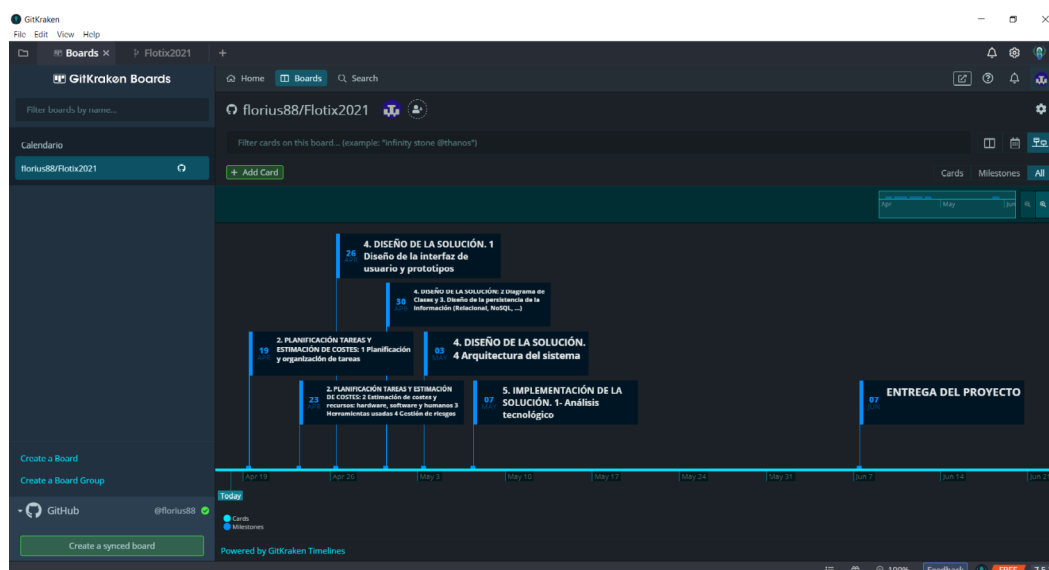 GitKraken
File Edit View Help
Boards ×
Flotix2021
+
GitKraken Boards
Home
Boards
Search
Filter boards by name...
florius88/Flotix2021
Calendario
Filter cards on this board... (example: "infinity stone @thanos")
florius88/Flotix2021
+ Add Card
Cards
Milestones
All
Apr
May
Jun
26
APR
4. DISEÑO DE LA SOLUCIÓN. 1
Diseño de la interfaz de
usuario y prototipos
30
APR
4. DISEÑO DE LA SOLUCIÓN: 2 Diagrama de
Clases y 3. Diseño de la persistencia de la
información (Relacional, NoSQL, ...)
19
APR
2. PLANIFICACIÓN TAREAS Y
ESTIMACIÓN DE COSTES: 1 Planificación
y organización de tareas
03
MAY
4. DISEÑO DE LA SOLUCIÓN.
4 Arquitectura del sistema
23
APR
2. PLANIFICACIÓN TAREAS Y ESTIMACIÓN
DE COSTES: 2 Estimación de costes y
recursos: hardware, software y humanos 3
Herramientas usadas 4 Gestión de riesgos
07
MAY
5. IMPLEMENTACIÓN DE LA
SOLUCIÓN. 1- Análisis
tecnológico
07
JUN
ENTREGA DEL PROYECTO
Create a Board
Create a Board Group
Apr 19
Apr 26
May 3
May 10
May 17
May 24
May 31
Jun 7
Jun 14
Jun 21
Today
GitHub
@florius88
Cards
Milestones
Create a synced board
Powered by GitKraken Timelines
100%
Feedback
FREE
7.5